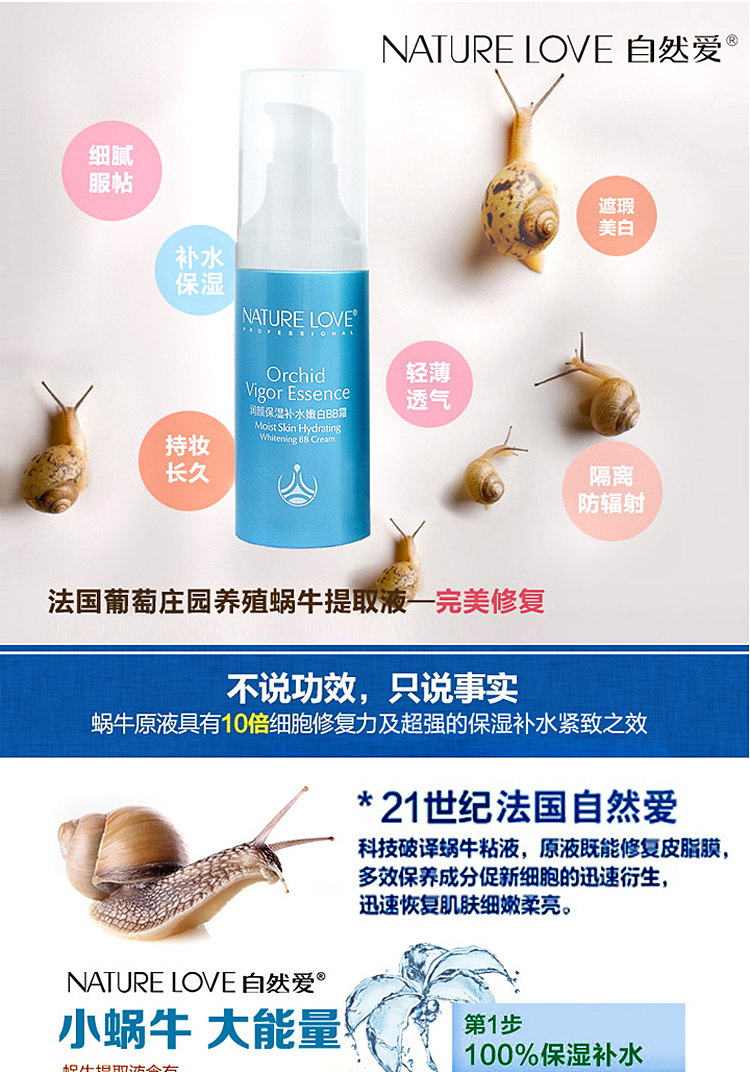 NATURE LOVE 自然爱®
细腻
服帖
遮瑕
美白
补水
保湿
NATURE LOVE®
PROFESSIONAL
Orchid
Vigor Essence
润颜保湿补水嫩白BB霜
Moist Skin Hydrating
Whitening BB Cream
轻薄
透气
持妆
长久
隔离
防辐射
法国葡萄庄园养殖蜗牛提取液—完美修复
不说功效，只说事实
蜗牛原液具有10倍细胞修复力及超强的保湿补水紧致之效
*21世纪法国自然爱
科技破译蜗牛粘液，原液既能修复皮脂膜，
多效保养成分促新细胞的迅速衍生，
迅速恢复肌肤细嫩柔亮。
NATURE LOVE 自然爱®
小蜗牛 大能量
第1步
100%保湿补水
蜗牛提取液含有